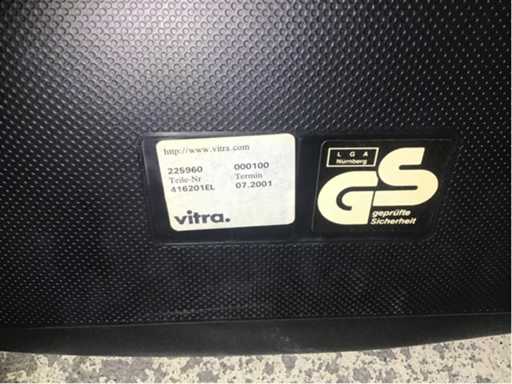 http://www.vitra.com
225960 000100
Teile-Nr Termin
416201EL 07.2001
vitra.
L G A
Nürnberg
GS
geprüfte
Sicherheit